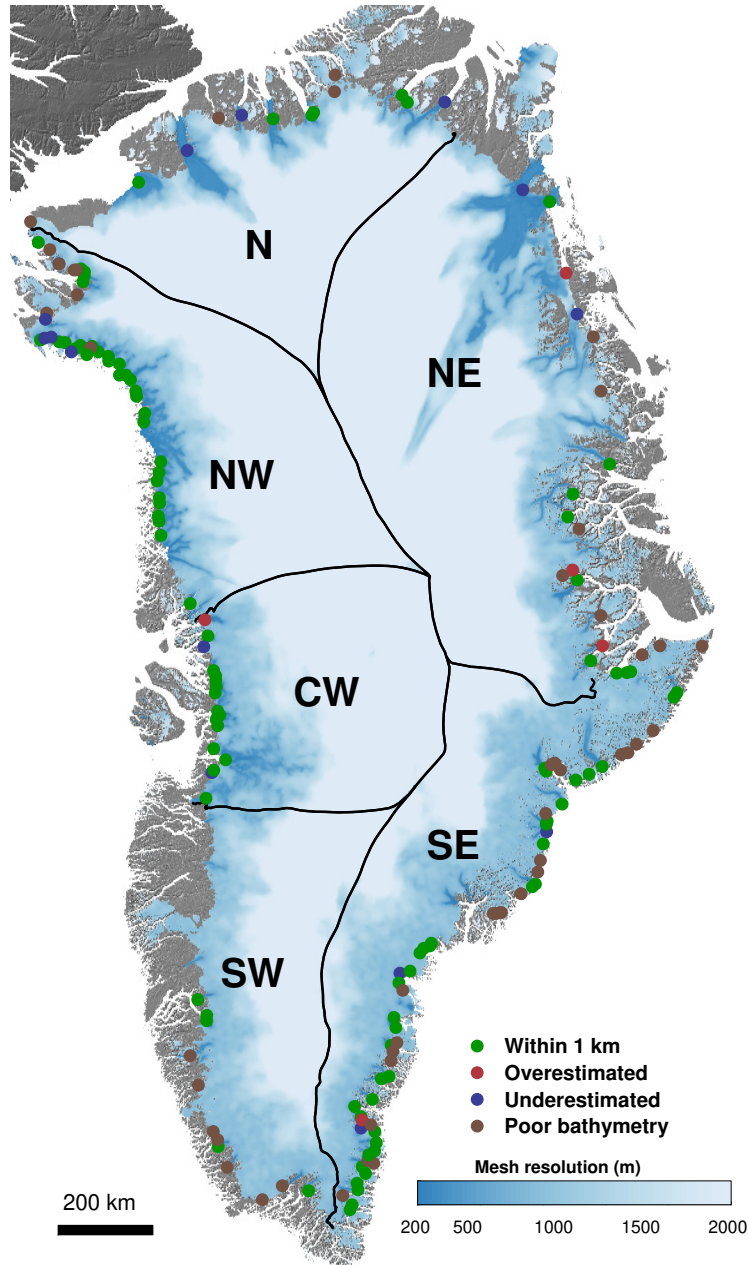 N
NE
NW
CW
SE
SW
Within 1 km
Overestimated
Underestimated
Poor bathymetry
Mesh resolution (m)
200 km
200 500 1000 1500 2000